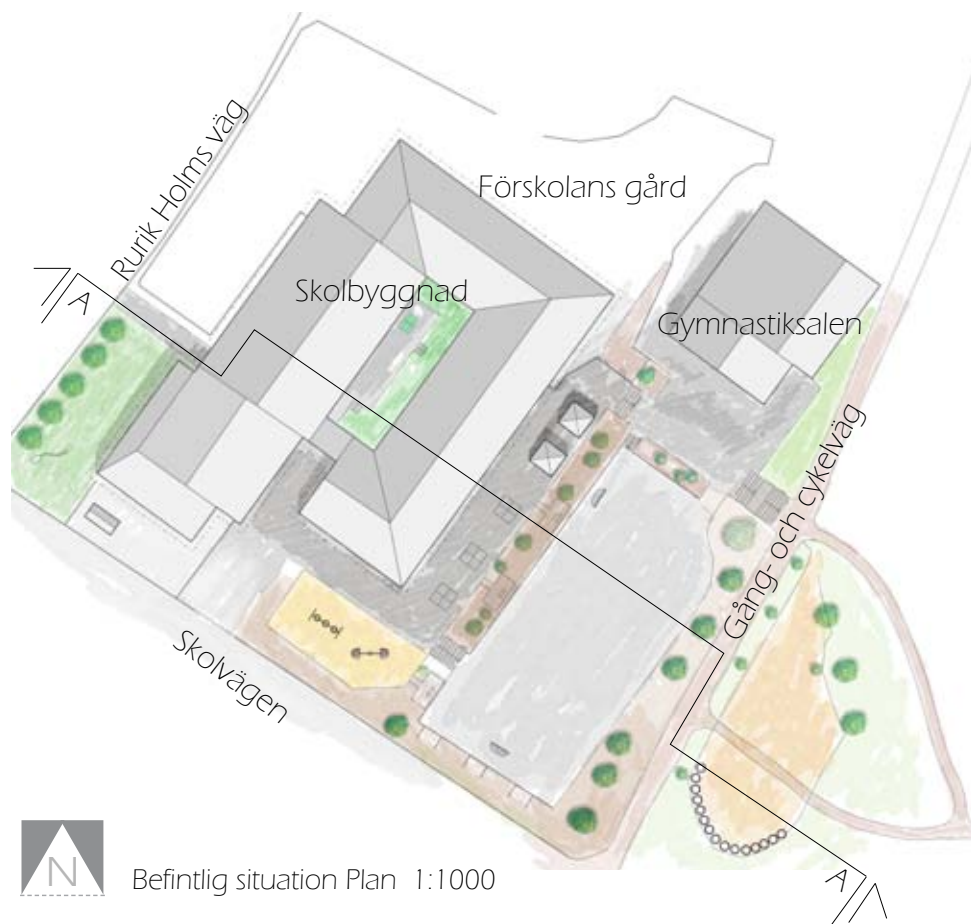 Rurik Holms väg
Förskolans gård
Skolbyggnad
A
Gymnastiksalen
Gång- och cykelväg
Skolvägen
A
N
Befintlig situation Plan 1:1000